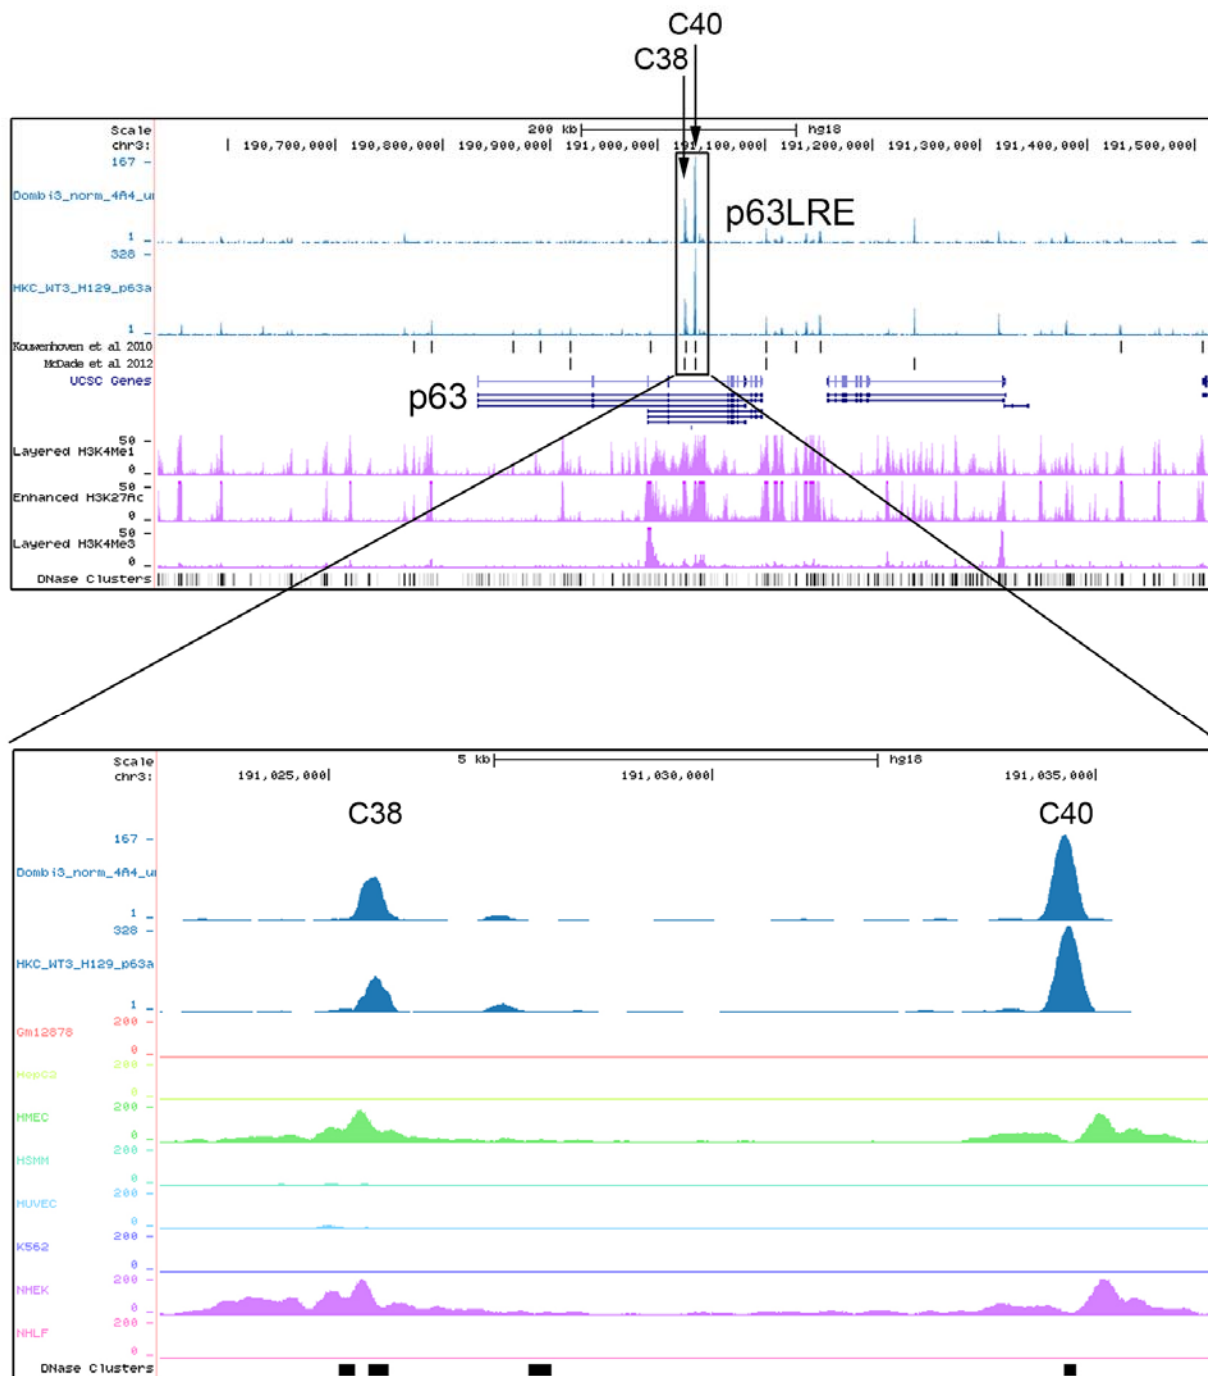 C40
C38
Scale 200 kb hg18
chr3: 190,700,000| 190,800,000| 190,900,000| 191,000,000| 191,100,000| 191,200,000| 191,300,000| 191,400,000| 191,500,000|
167
Dombi3_norm_4A4_u
p63LRE
1
328
HKC_WT3_H129_p63a
1
Kouwenhoven et al 2010
McDade et al 2012
UCSC Genes
p63
50
Layered H3K4Me1
0
50
Enhanced H3K27Ac
0
50
Layered H3K4Me3
0
DNase Clusters
Scale 5 kb hg18
chr3: 191,025,000| 191,030,000| 191,035,000|
C38 C40
167
Dombi3_norm_4A4_u
1
328
HKC_WT3_H129_p63a
1
200
Gm12878
0
200
HepG2
0
200
HMEC
0
200
HSMM
0
200
HUVEC
0
200
K562
0
200
NHEK
0
200
NHLF
0
DNase Clusters